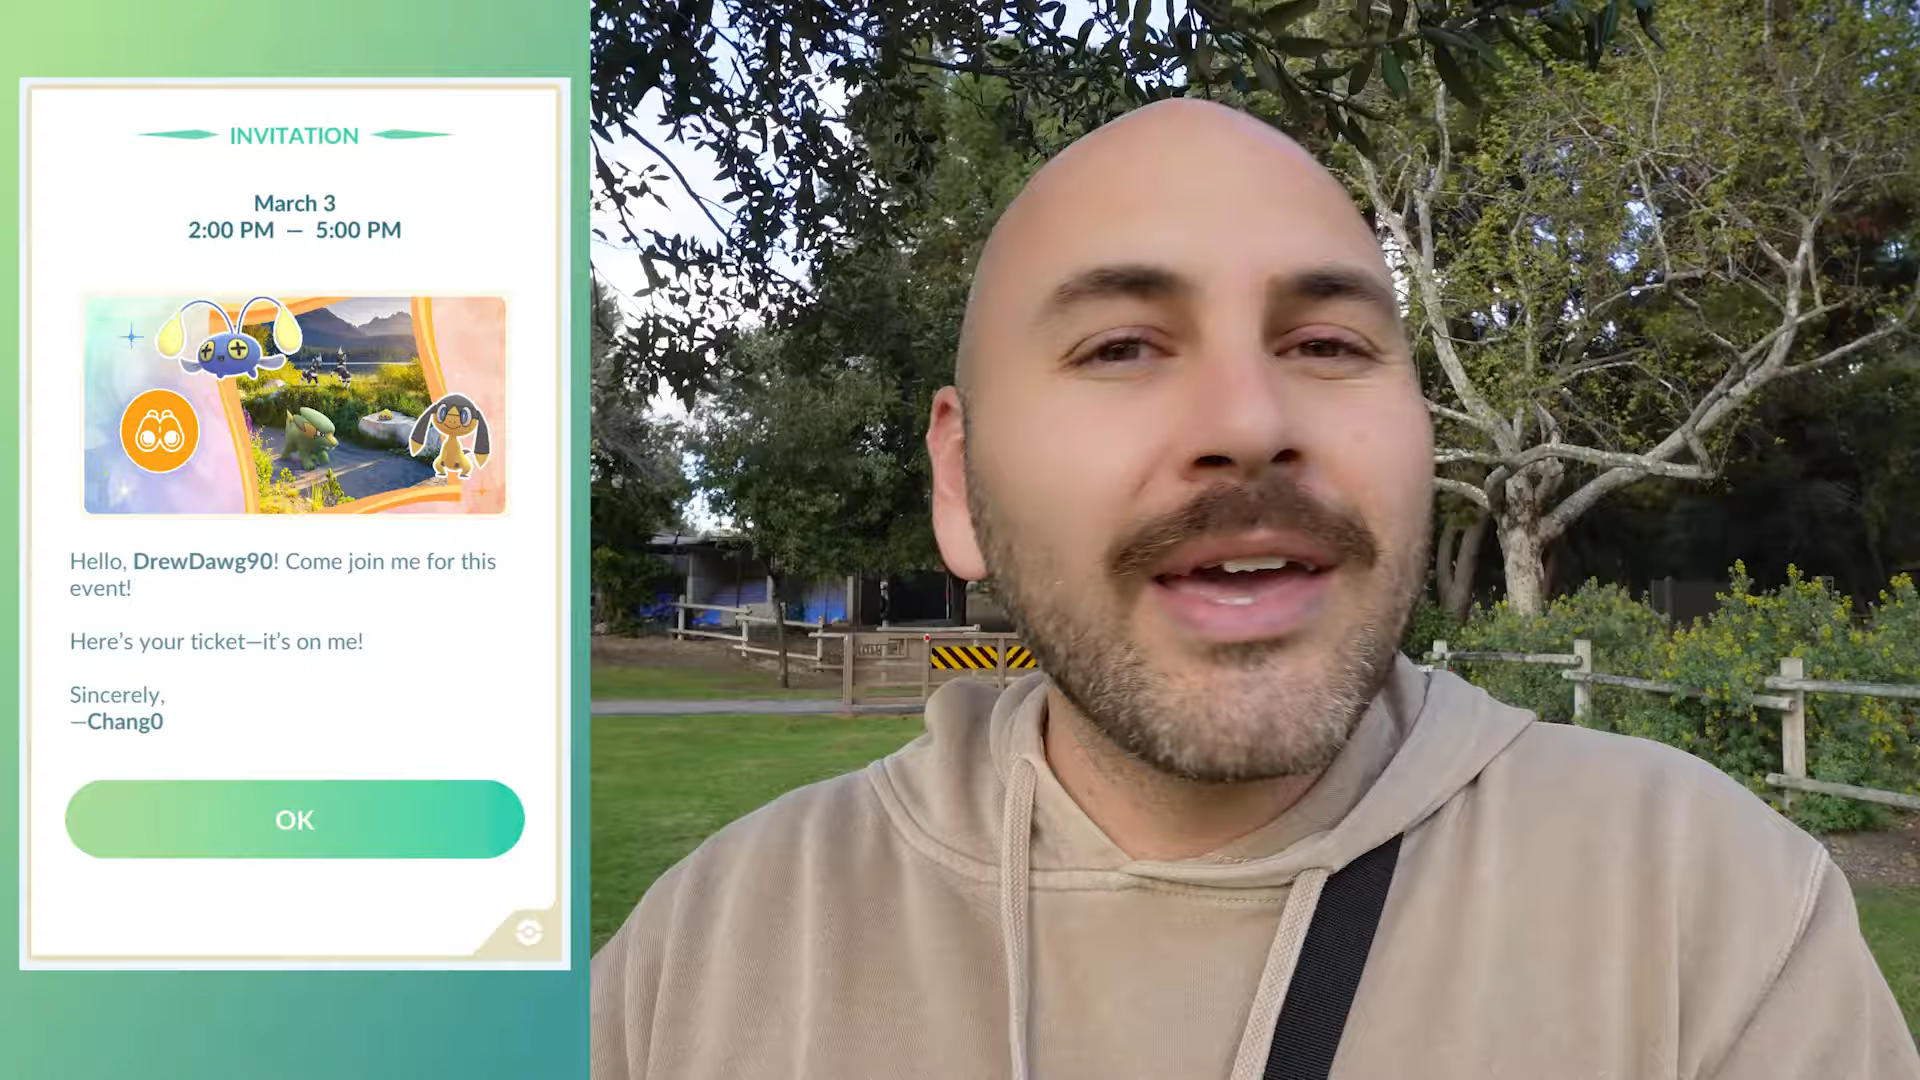 INVITATION
March 3
2:00 PM — 5:00 PM
Hello, DrewDawg90! Come join me for this
event!
Here's your ticket—it's on me!
Sincerely,
—Chang0
OK